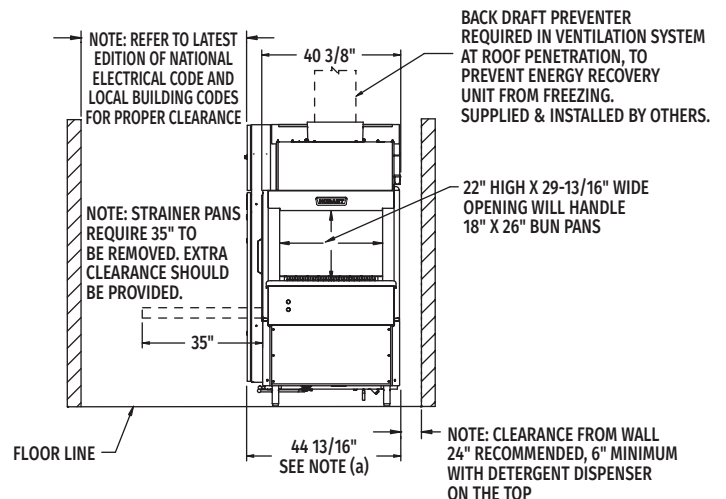 NOTE: REFER TO LATEST
EDITION OF NATIONAL
ELECTRICAL CODE AND
LOCAL BUILDING CODES
FOR PROPER CLEARANCE
40 3/8"
BACK DRAFT PREVENTER
REQUIRED IN VENTILATION SYSTEM
AT ROOF PENETRATION, TO
PREVENT ENERGY RECOVERY
UNIT FROM FREEZING.
SUPPLIED & INSTALLED BY OTHERS.
HOBART
22" HIGH X 29-13/16" WIDE
OPENING WILL HANDLE
18" X 26" BUN PANS
NOTE: STRAINER PANS
REQUIRE 35" TO
BE REMOVED. EXTRA
CLEARANCE SHOULD
BE PROVIDED.
35"
FLOOR LINE
44 13/16"
SEE NOTE (a)
NOTE: CLEARANCE FROM WALL
24" RECOMMENDED, 6" MINIMUM
WITH DETERGENT DISPENSER
ON THE TOP